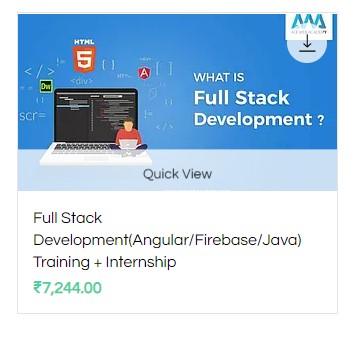 HTML
5
</>
</
<div>
A
[]
Dw
scr=
WHAT IS
Full Stack
Development ?
Quick View
Full Stack
Development(Angular/Firebase/Java)
Training + Internship
₹7,244.00